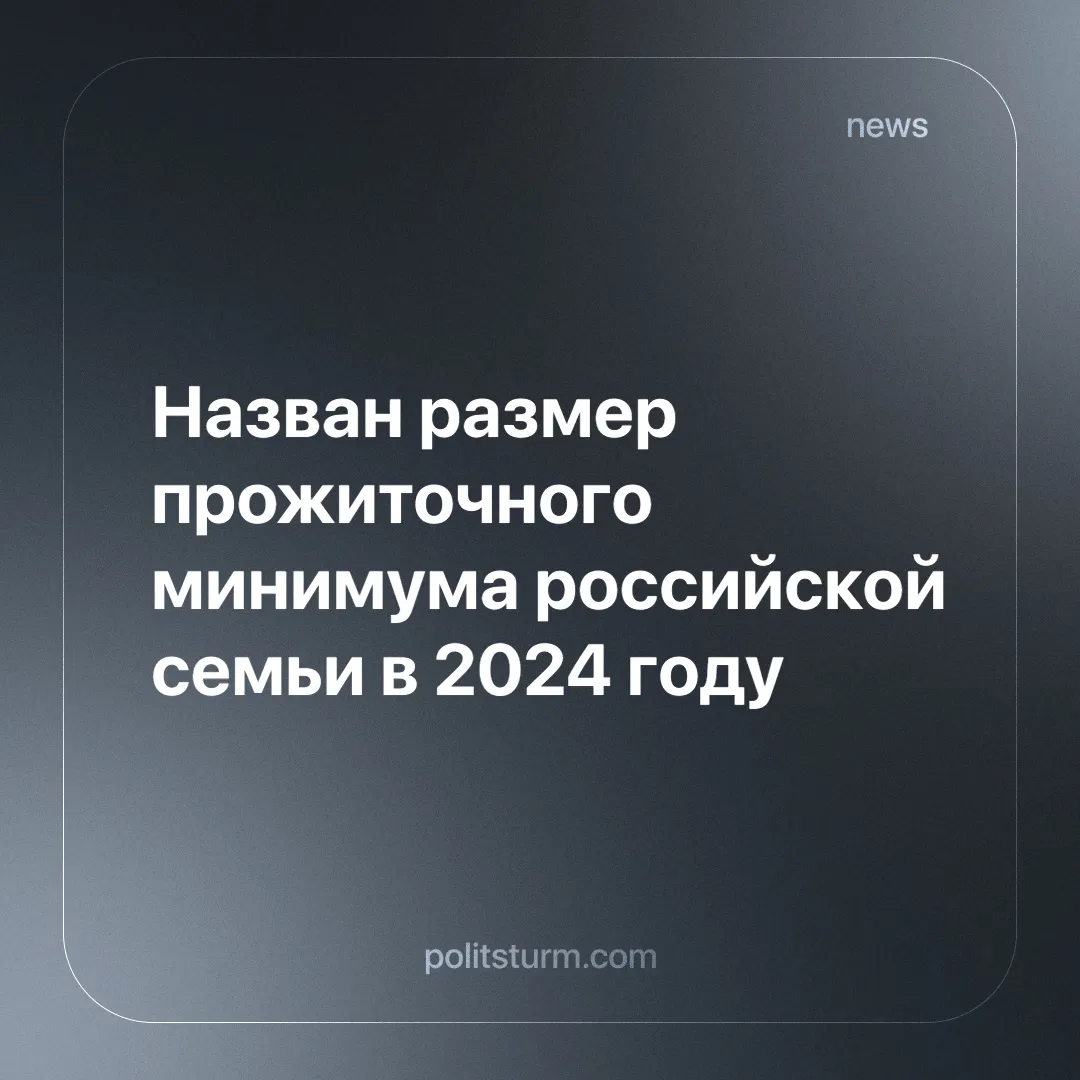 news
Назван размер
прожиточного
минимума российской
семьи в 2024 году
politsturm.com